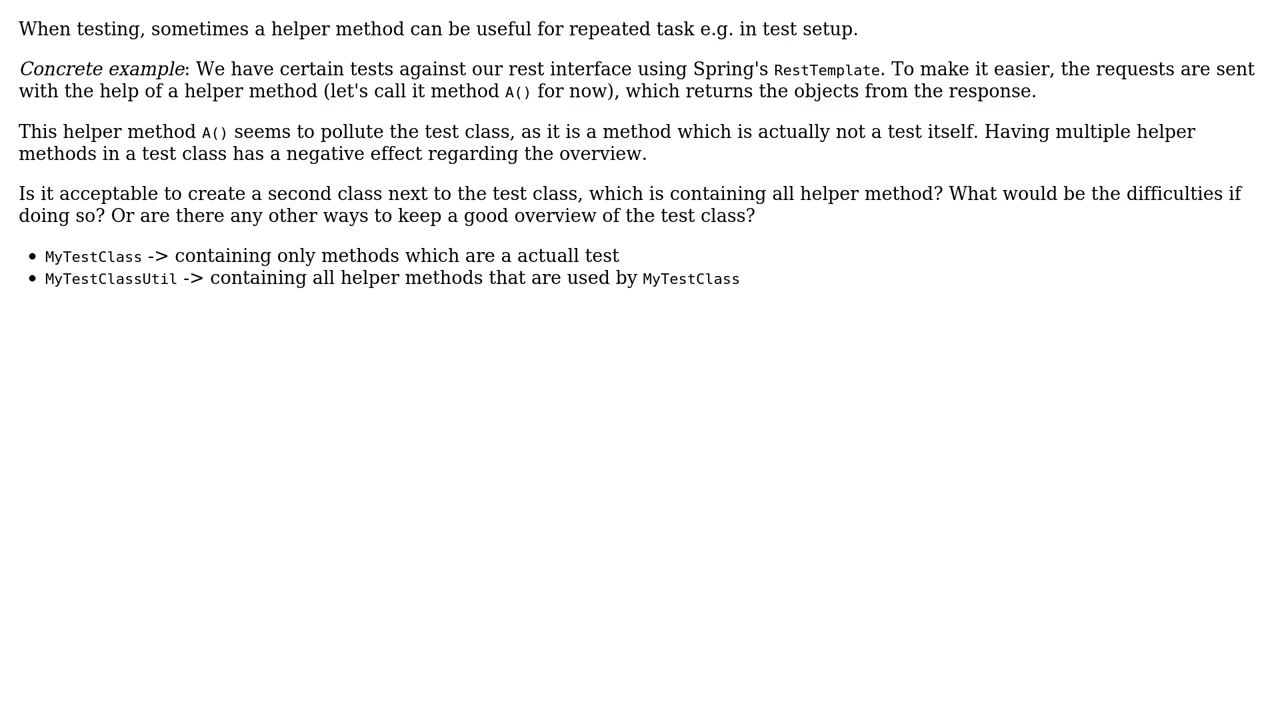 When testing, sometimes a helper method can be useful for repeated task e.g. in test setup.
Concrete example: We have certain tests against our rest interface using Spring's RestTemplate. To make it easier, the requests are sent
with the help of a helper method (let's call it method A() for now), which returns the objects from the response.
This helper method A() seems to pollute the test class, as it is a method which is actually not a test itself. Having multiple helper
methods in a test class has a negative effect regarding the overview.
Is it acceptable to create a second class next to the test class, which is containing all helper method? What would be the difficulties if
doing so? Or are there any other ways to keep a good overview of the test class?
• MyTestClass -> containing only methods which are a actuall test
• MyTestClassUtil -> containing all helper methods that are used by MyTestClass